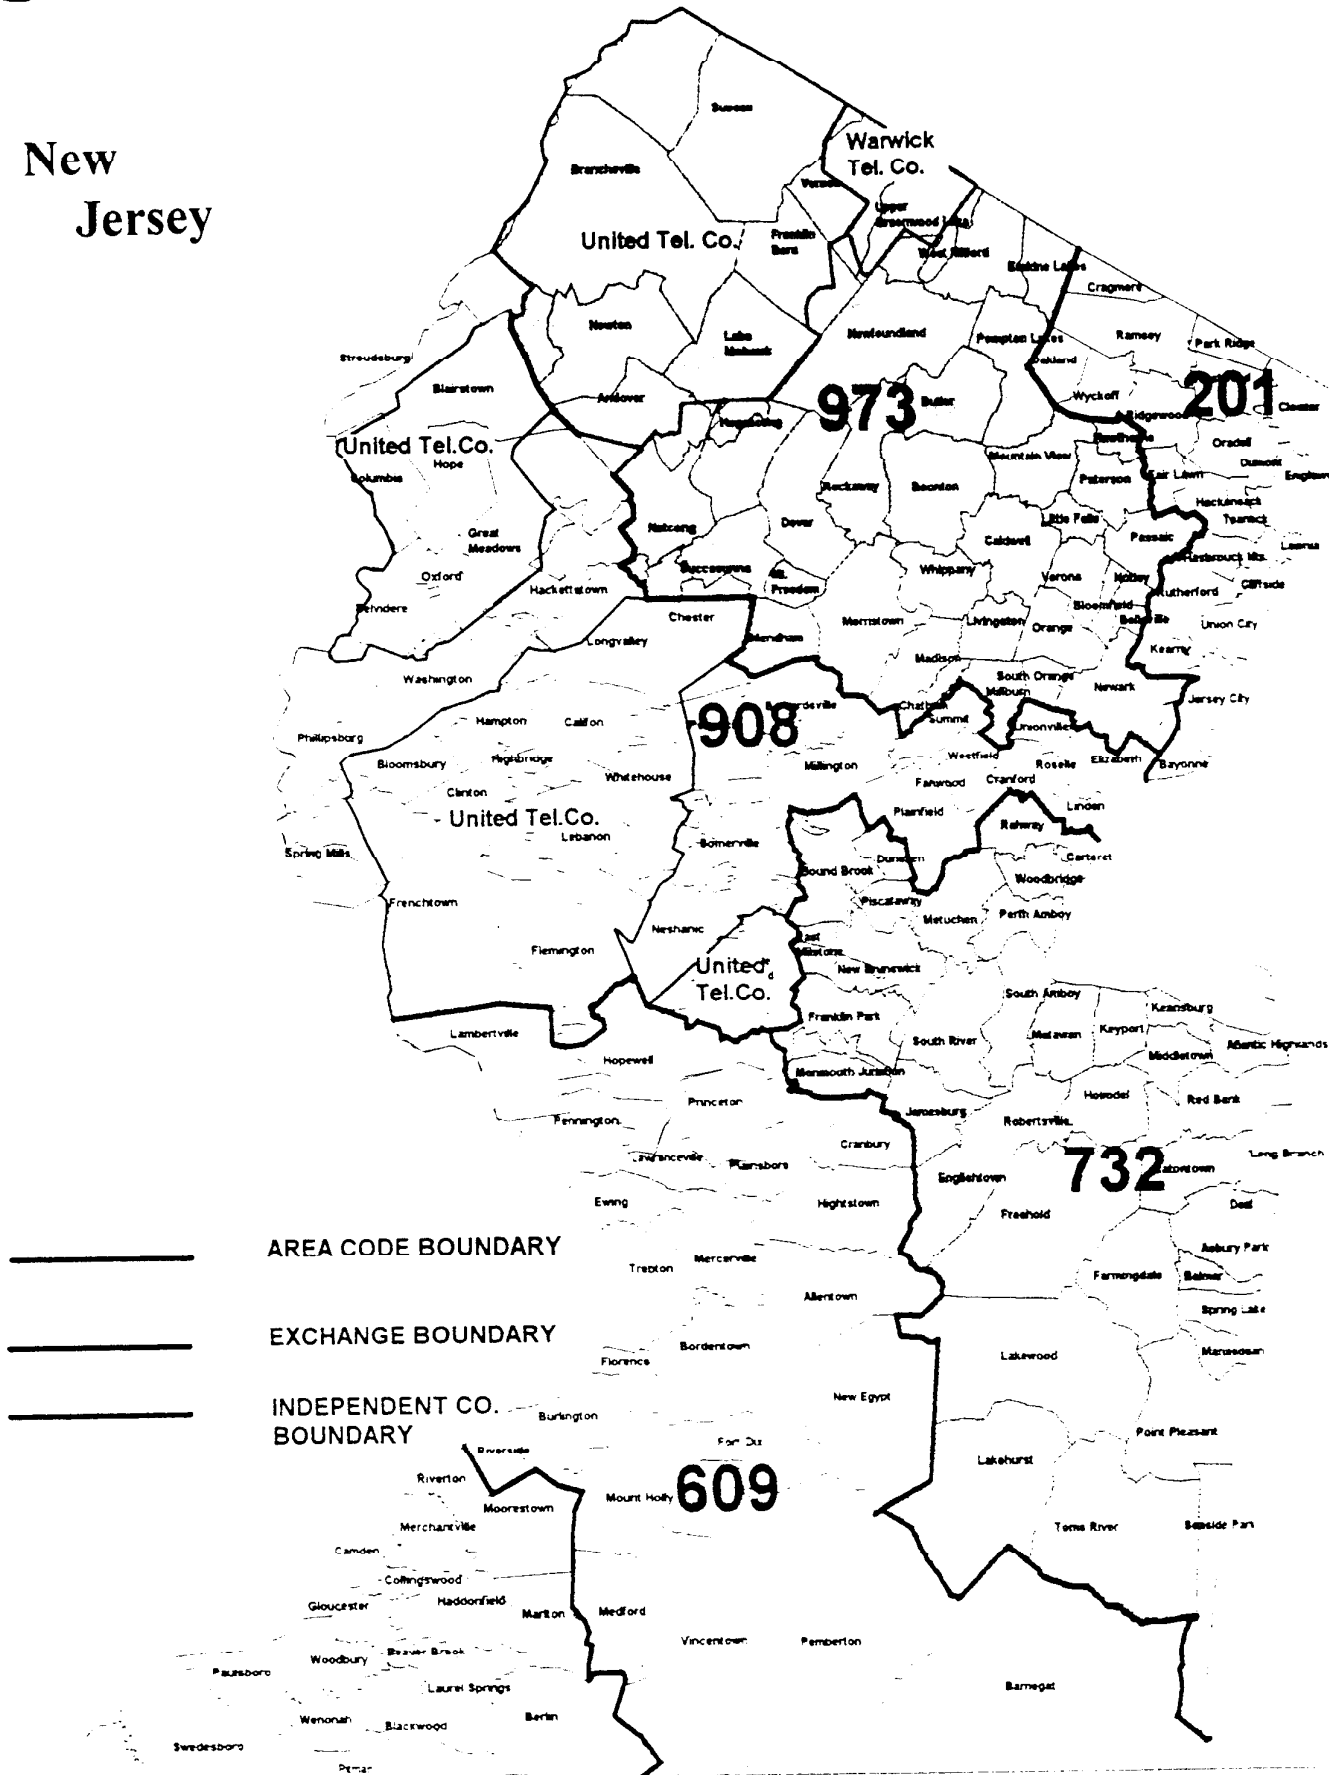 New
Jersey
Sussex
Warwick
Tel. Co.
Branchville
Vernon
Upper
Greenwood Lake
United Tel. Co.
Franklin
Boro
West Milford
Erskine Lakes
Cragmere
Newton
Lake
Mohawk
Newfoundland
Pompton Lakes
Oakland
Ramsey
Park Ridge
Stroudsburg
Blairstown
Andover
973
Butler
Wyckoff
201
Closter
Ridgewood
Hopatcong
Hawthorne
Oradell
United Tel.Co.
Hope
Columbia
Mountain View
Paterson
Fair Lawn
Dumont
Englewood
Rockaway
Boonton
Hackensack
Teaneck
Netcong
Dover
Little Falls
Great
Meadows
Caldwell
Passaic
Leonia
Hasbrouck Hts.
Oxford
Hackettstown
Succasunna
Mt.
Freedom
Whippany
Verona
Nutley
Rutherford
Cliffside
Belvidere
Chester
Bloomfield
Belleville
Union City
Longvalley
Mendham
Morristown
Livingston
Orange
Kearny
Washington
Madison
South Orange
Millburn
Newark
Jersey City
Hampton
Califon
908
Bernardsville
Chatham
Summit
Unionville
Phillipsburg
Bloomsbury
Highbridge
Whitehouse
Millington
Westfield
Roselle
Elizabeth
Bayonne
Clinton
Fanwood
Cranford
United Tel.Co.
Lebanon
Plainfield
Linden
Rahway
Spring Mills
Somerville
Bound Brook
Dunellen
Carteret
Woodbridge
Frenchtown
Piscataway
Metuchen
Perth Amboy
Neshanic
East
Millstone
Flemington
United
Tel.Co.
New Brunswick
South Amboy
Keansburg
Lambertville
Franklin Park
South River
Matawan
Keyport
Atlantic Highlands
Hopewell
Middletown
Monmouth Junction
Princeton
Jamesburg
Holmdel
Red Bank
Pennington
Robertsville
Cranbury
Lawrenceville
Plainsboro
732
Eatontown
Long Branch
Englishtown
Ewing
Hightstown
Freehold
Deal
AREA CODE BOUNDARY
Mercerville
Trenton
Asbury Park
Farmingdale
Belmar
Allentown
Spring Lake
EXCHANGE BOUNDARY
Bordentown
Florence
Lakewood
Manasquan
INDEPENDENT CO.
BOUNDARY
New Egypt
Burlington
Fort Dix
Point Pleasant
Riverside
Riverton
Lakehurst
609
Mount Holly
Moorestown
Merchantville
Toms River
Seaside Park
Camden
Collingswood
Gloucester
Haddonfield
Marlton
Medford
Vincentown
Pemberton
Woodbury
Beaver Brook
Paulsboro
Laurel Springs
Barnegat
Wenonah
Blackwood
Berlin
Swedesboro
Pitman